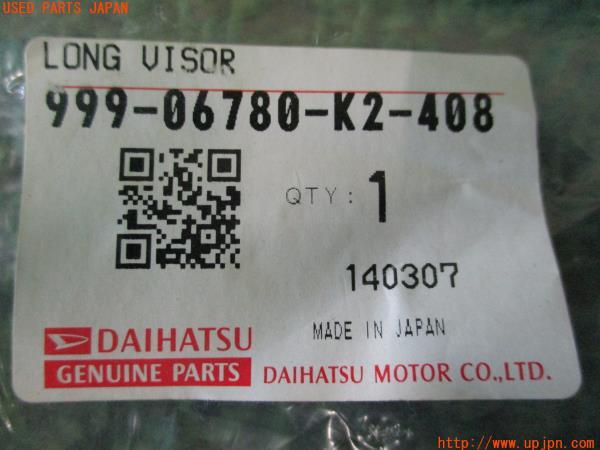 USED PARTS JAPAN
LONG VISOR
999-06780-K2-408
QTY: 1
140307
MADE IN JAPAN
DAIHATSU
GENUINE PARTS
DAIHATSU MOTOR CO.,LTD.
http://www.upjpn.com/